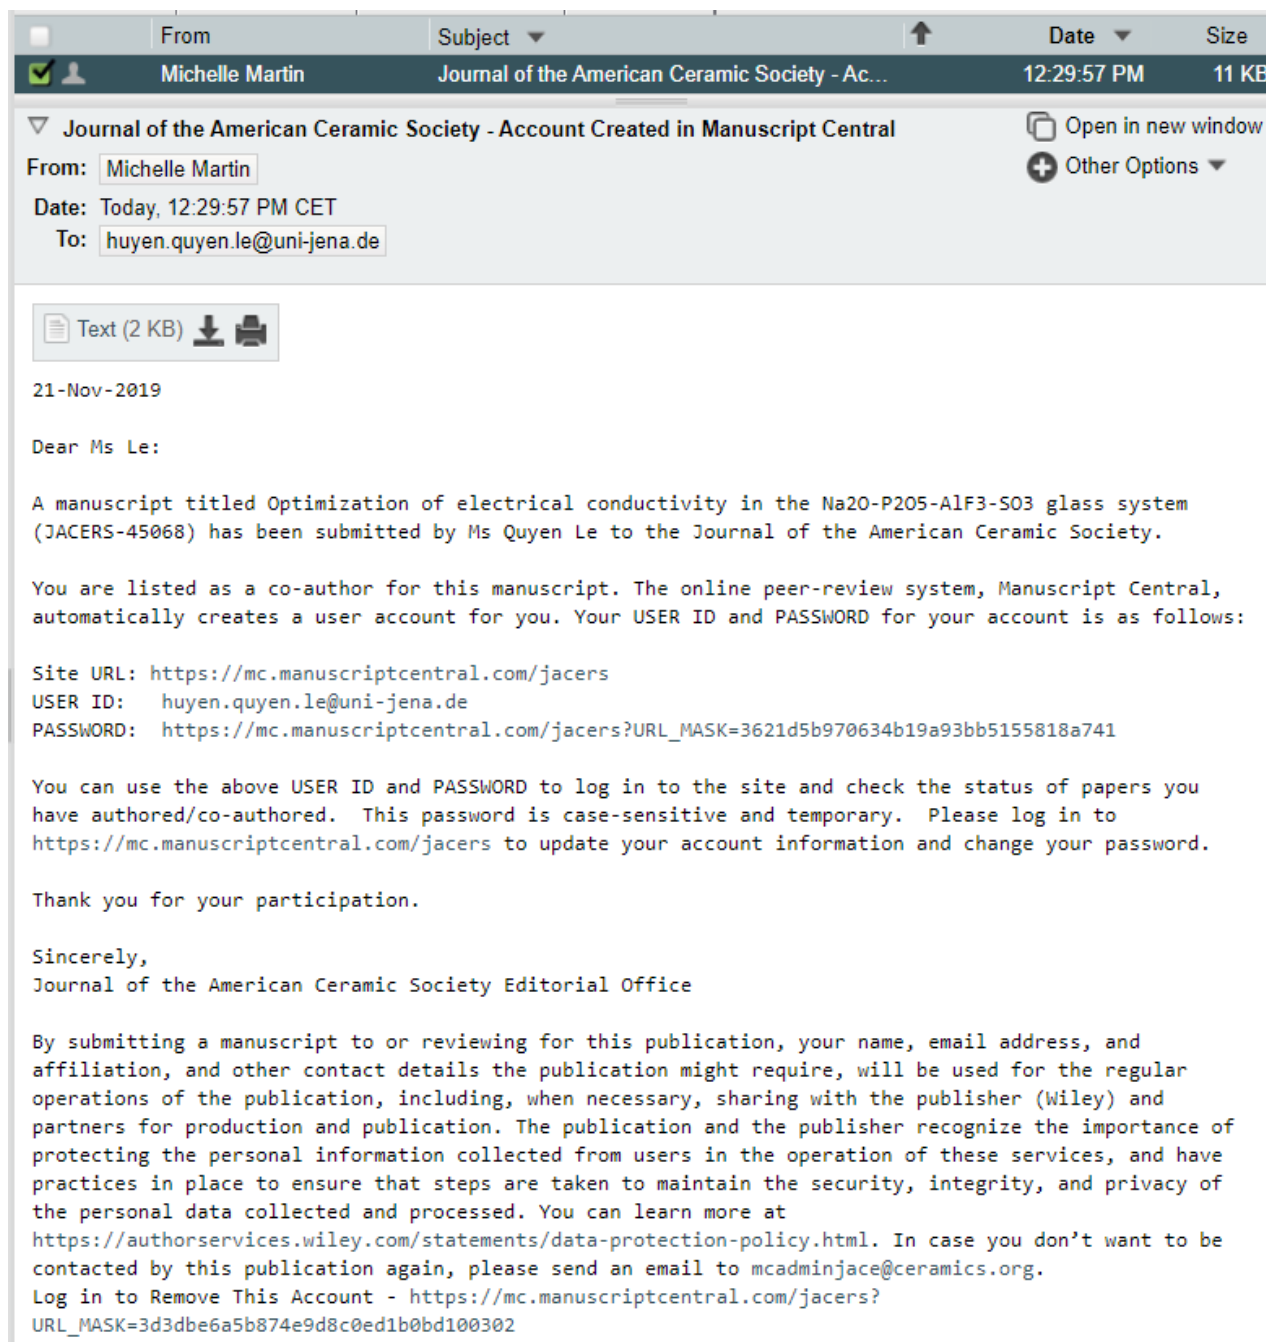 From Subject Date Size
Michelle Martin Journal of the American Ceramic Society - Ac... 12:29:57 PM 11 KB
Journal of the American Ceramic Society - Account Created in Manuscript Central Open in new window
From: Michelle Martin Other Options
Date: Today, 12:29:57 PM CET
To: huyen.quyen.le@uni-jena.de
Text (2 KB)
21-Nov-2019
Dear Ms Le:
A manuscript titled Optimization of electrical conductivity in the Na2O-P2O5-AlF3-SO3 glass system
(JACERS-45068) has been submitted by Ms Quyen Le to the Journal of the American Ceramic Society.
You are listed as a co-author for this manuscript. The online peer-review system, Manuscript Central,
automatically creates a user account for you. Your USER ID and PASSWORD for your account is as follows:
Site URL: https://mc.manuscriptcentral.com/jacers
USER ID: huyen.quyen.le@uni-jena.de
PASSWORD: https://mc.manuscriptcentral.com/jacers?URL_MASK=3621d5b970634b19a93bb5155818a741
You can use the above USER ID and PASSWORD to log in to the site and check the status of papers you
have authored/co-authored. This password is case-sensitive and temporary. Please log in to
https://mc.manuscriptcentral.com/jacers to update your account information and change your password.
Thank you for your participation.
Sincerely,
Journal of the American Ceramic Society Editorial Office
By submitting a manuscript to or reviewing for this publication, your name, email address, and
affiliation, and other contact details the publication might require, will be used for the regular
operations of the publication, including, when necessary, sharing with the publisher (Wiley) and
partners for production and publication. The publication and the publisher recognize the importance of
protecting the personal information collected from users in the operation of these services, and have
practices in place to ensure that steps are taken to maintain the security, integrity, and privacy of
the personal data collected and processed. You can learn more at
https://authorservices.wiley.com/statements/data-protection-policy.html. In case you don’t want to be
contacted by this publication again, please send an email to mcadminjace@ceramics.org.
Log in to Remove This Account - https://mc.manuscriptcentral.com/jacers?
URL_MASK=3d3dbe6a5b874e9d8c0ed1b0bd100302